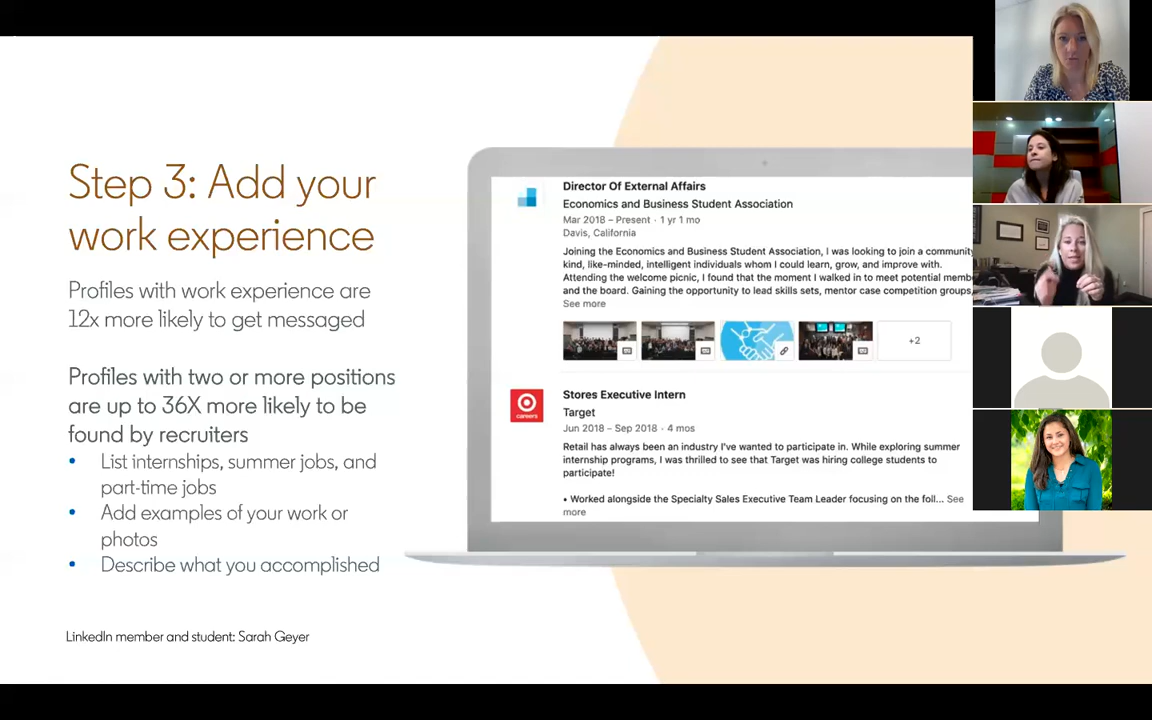 Step 3: Add your
work experience
Profiles with work experience are
12x more likely to get messaged
Profiles with two or more positions
are up to 36X more likely to be
found by recruiters
• List internships, summer jobs, and
part-time jobs
• Add examples of your work or
photos
• Describe what you accomplished
LinkedIn member and student: Sarah Geyer
Director Of External Affairs
Economics and Business Student Association
Mar 2018 – Present · 1 yr 1 mo
Davis, California
Joining the Economics and Business Student Association, I was looking to join a community
kind, like-minded, intelligent individuals whom I could learn, grow, and improve with.
Attending the welcome picnic, I found that the moment I walked in to meet potential memb
and the board. Gaining the opportunity to lead skills sets, mentor case competition groups,
See more
+2
careers
Stores Executive Intern
Target
Jun 2018 – Sep 2018 · 4 mos
Retail has always been an industry I've wanted to participate in. While exploring summer
internship programs, I was thrilled to see that Target was hiring college students to
participate!
• Worked alongside the Specialty Sales Executive Team Leader focusing on the foll... See
more